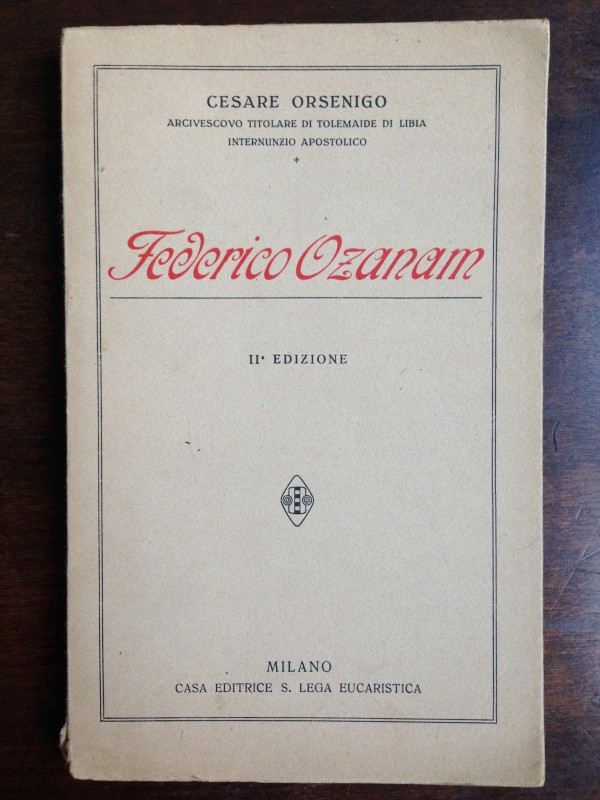 CESARE ORSENIGO
ARCIVESCOVO TITOLARE DI TOLEMAIDE DI LIBIA
INTERNUNZIO APOSTOLICO
Federico Ozanam
IIª EDIZIONE
MILANO
CASA EDITRICE S. LEGA EUCARISTICA